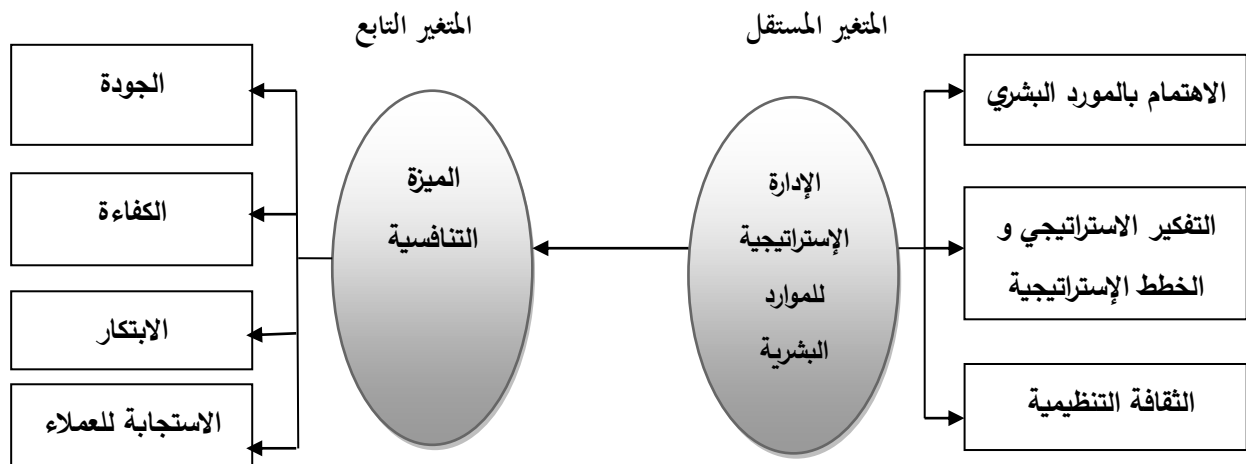 المتغير المستقل
المتغير التابع
الاهتمام بالمورد البشري
التفكير الاستراتيجي و
الخطط الإستراتيجية
الثقافة التنظيمية
الإدارة
الإستراتيجية
للموارد
البشرية
الميزة
التنافسية
الجودة
الكفاءة
الابتكار
الاستجابة للعملاء